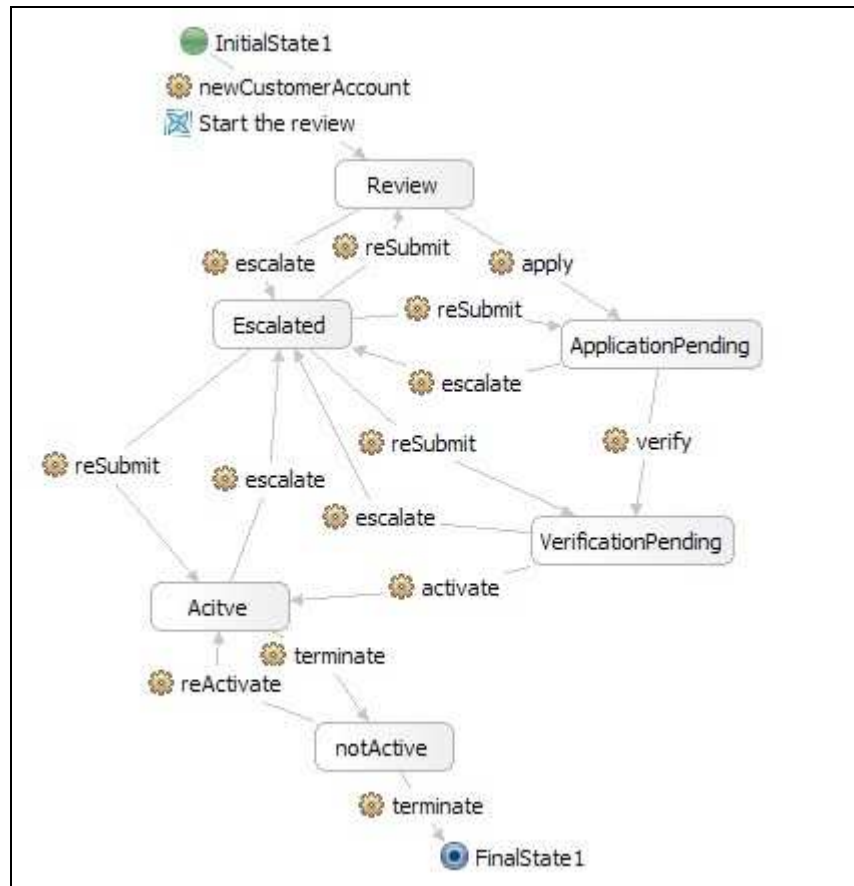 InitialState1
newCustomerAccount
Start the review
Review
escalate
reSubmit
apply
Escalated
reSubmit
ApplicationPending
escalate
reSubmit
verify
reSubmit
escalate
escalate
VerificationPending
activate
Acitve
terminate
reActivate
notActive
terminate
FinalState1